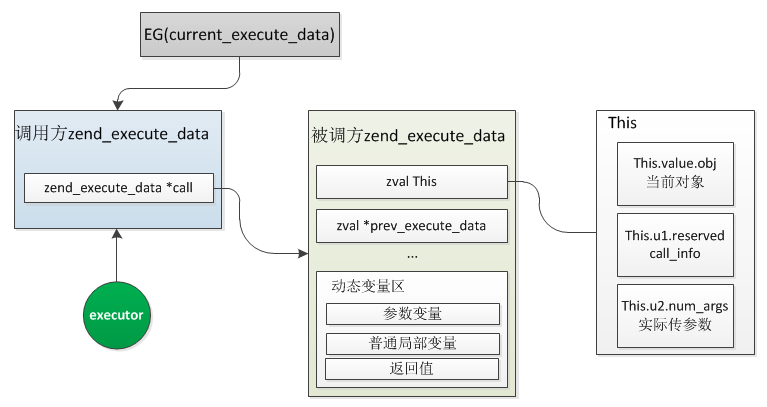 EG(current_execute_data)
调用方zend_execute_data
zend_execute_data *call
executor
被调方zend_execute_data
zval This
zval *prev_execute_data
...
动态变量区
参数变量
普通局部变量
返回值
This
This.value.obj
当前对象
This.u1.reserved
call_info
This.u2.num_args
实际传参数